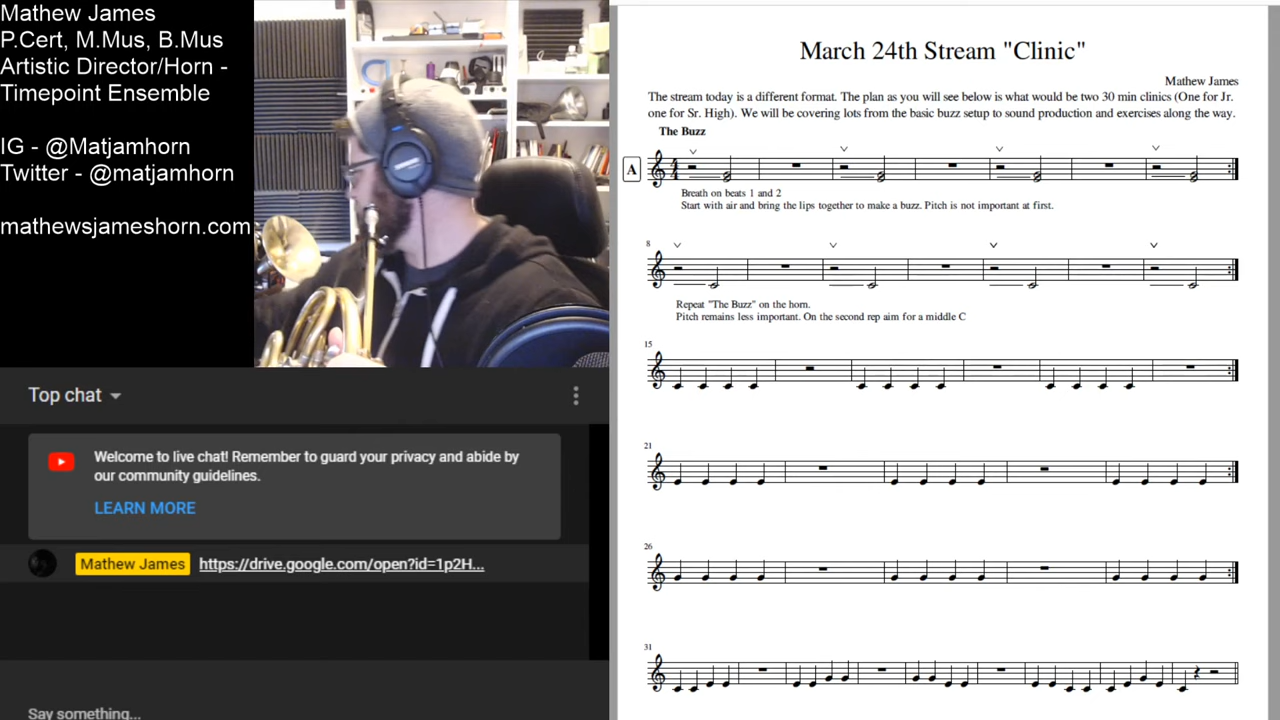 Mathew James
P.Cert, M.Mus, B.Mus
Artistic Director/Horn -
Timepoint Ensemble
IG - @Matjamhorn
Twitter - @matjamhorn
mathewsjameshorn.com
Top chat
Welcome to live chat! Remember to guard your privacy and abide by
our community guidelines.
LEARN MORE
Mathew James https://drive.google.com/open?id=1p2H...
Say something...
March 24th Stream "Clinic"
Mathew James
The stream today is a different format. The plan as you will see below is what would be two 30 min clinics (One for Jr.
one for Sr. High). We will be covering lots from the basic buzz setup to sound production and exercises along the way.
The Buzz
A
Breath on beats 1 and 2
Start with air and bring the lips together to make a buzz. Pitch is not important at first.
8
Repeat "The Buzz" on the horn.
Pitch remains less important. On the second rep aim for a middle C
15
21
26
31